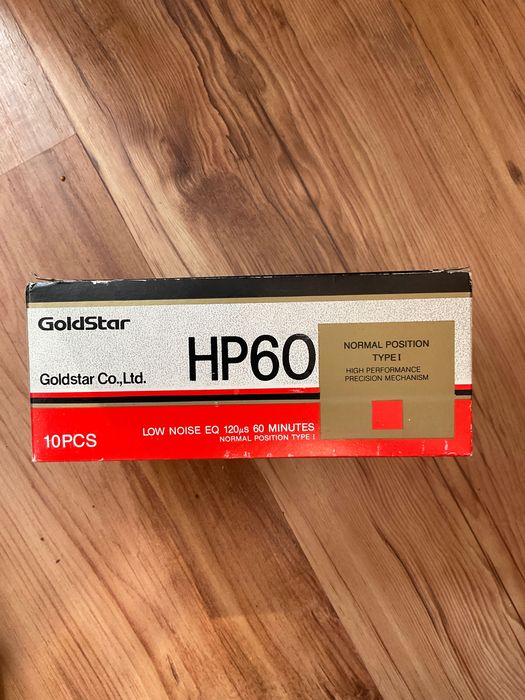 GoldStar
Goldstar Co.,Ltd.
HP60
NORMAL POSITION
TYPE I
HIGH PERFORMANCE
PRECISION MECHANISM
10PCS
LOW NOISE EQ 120µs 60 MINUTES
NORMAL POSITION TYPE I